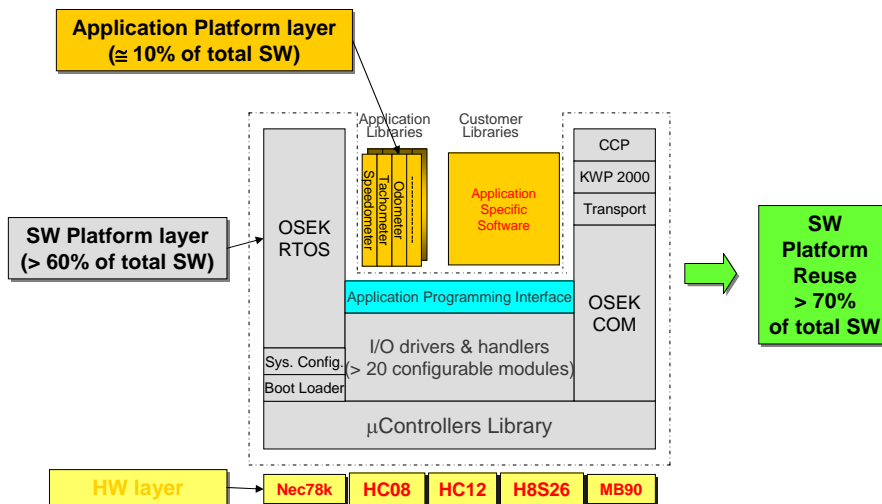 Application Platform layer
(≅ 10% of total SW)
Application
Libraries
Customer
Libraries
Speedometer
Tachometer
Odometer
----------
Application
Specific
Software
CCP
KWP 2000
Transport
OSEK
RTOS
SW Platform layer
(> 60% of total SW)
SW
Platform
Reuse
> 70%
of total SW
Application Programming Interface
OSEK
COM
I/O drivers & handlers
(> 20 configurable modules)
Sys. Config.
Boot Loader
μControllers Library
HW layer
Nec78k
HC08
HC12
H8S26
MB90